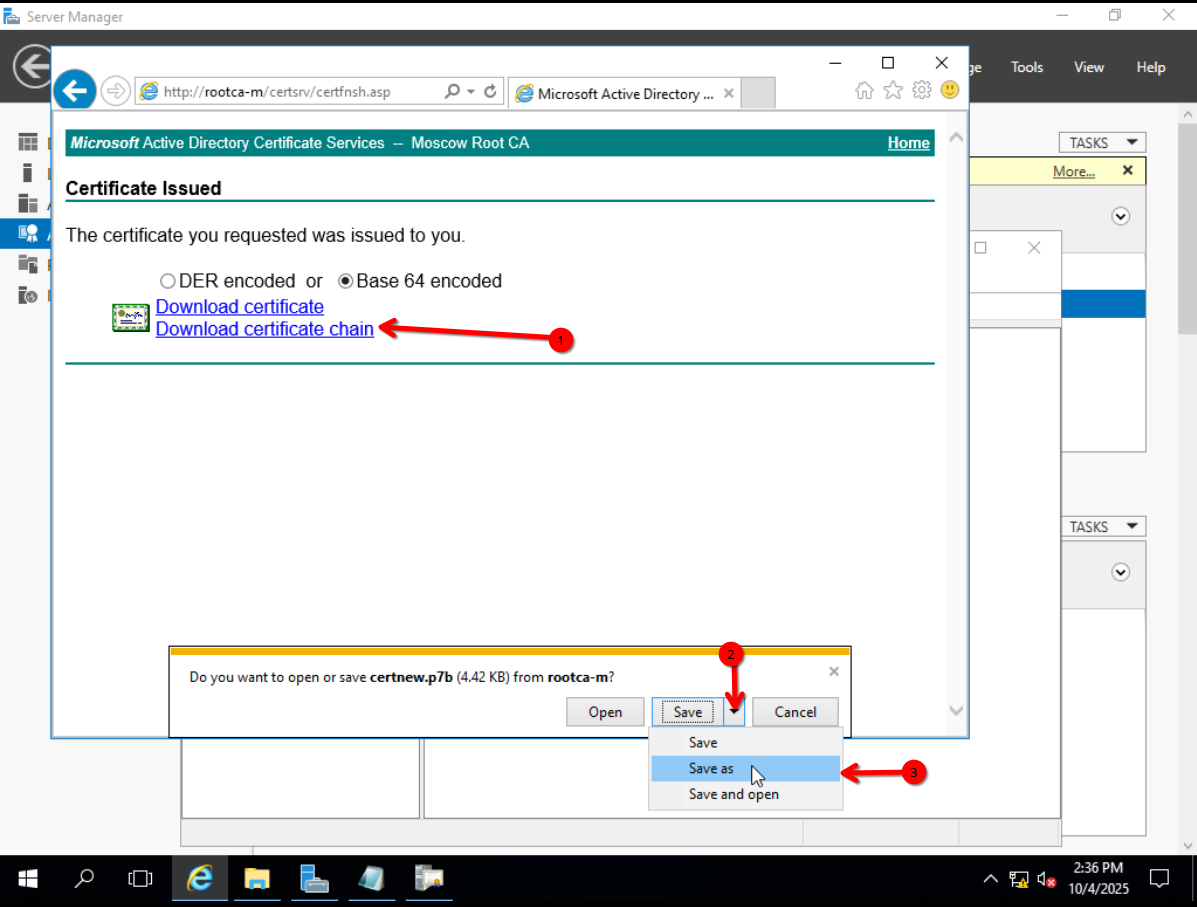 Server Manager
ge Tools View Help
http://rootca-m/certsrv/certfnsh.asp
Microsoft Active Directory ...
Microsoft Active Directory Certificate Services -- Moscow Root CA
Home
TASKS
More...
Certificate Issued
The certificate you requested was issued to you.
DER encoded or Base 64 encoded
Download certificate
Download certificate chain
1
TASKS
2
Do you want to open or save certnew.p7b (4.42 KB) from rootca-m?
Open Save Cancel
Save
Save as
3
Save and open
2:36 PM
10/4/2025